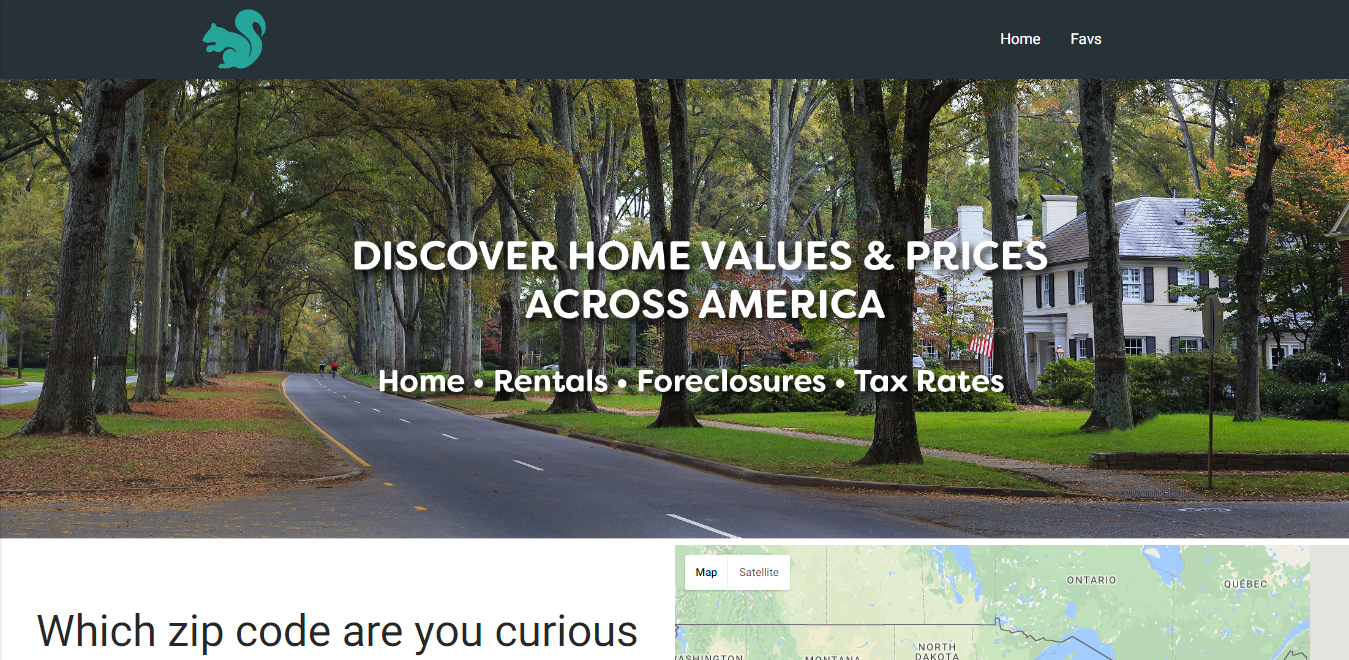 Home Favs
DISCOVER HOME VALUES & PRICES
ACROSS AMERICA
Home • Rentals • Foreclosures • Tax Rates
Which zip code are you curious
Map Satellite
ONTARIO
QUÉBEC
WASHINGTON
MONTANA
NORTH
DAKOTA